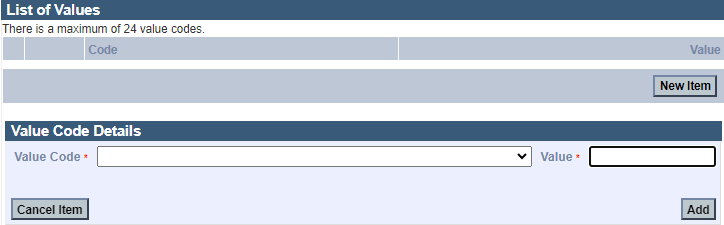 List of Values
There is a maximum of 24 value codes.
Code Value
New Item
Value Code Details
Value Code * Value *
Cancel Item Add